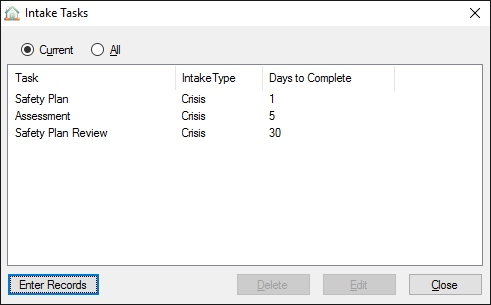 Intake Tasks
Current All
Task IntakeType Days to Complete
Safety Plan Crisis 1
Assessment Crisis 5
Safety Plan Review Crisis 30
Enter Records Delete Edit Close